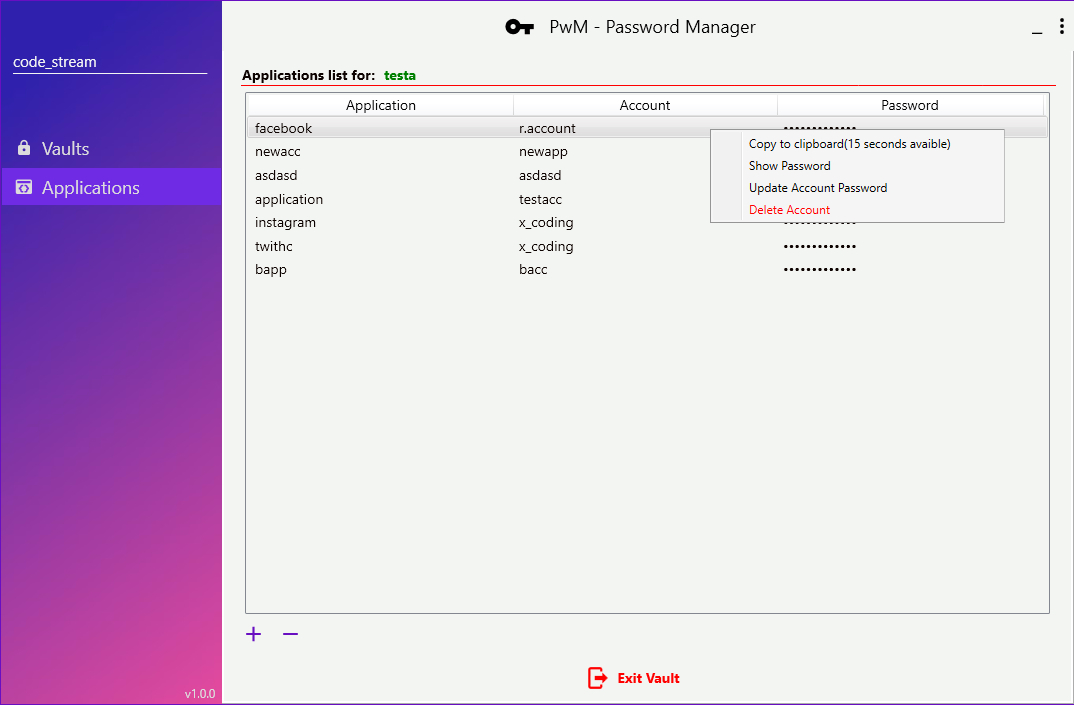 PwM - Password Manager
code_stream
Vaults
Applications
v1.0.0
Applications list for: testa
Application Account Password
facebook r.account •••••••••••••
newacc newapp
asdasd asdasd
application testacc
instagram x_coding
twithc x_coding •••••••••••••
bapp bacc •••••••••••••
Copy to clipboard(15 seconds avaible)
Show Password
Update Account Password
Delete Account
Exit Vault